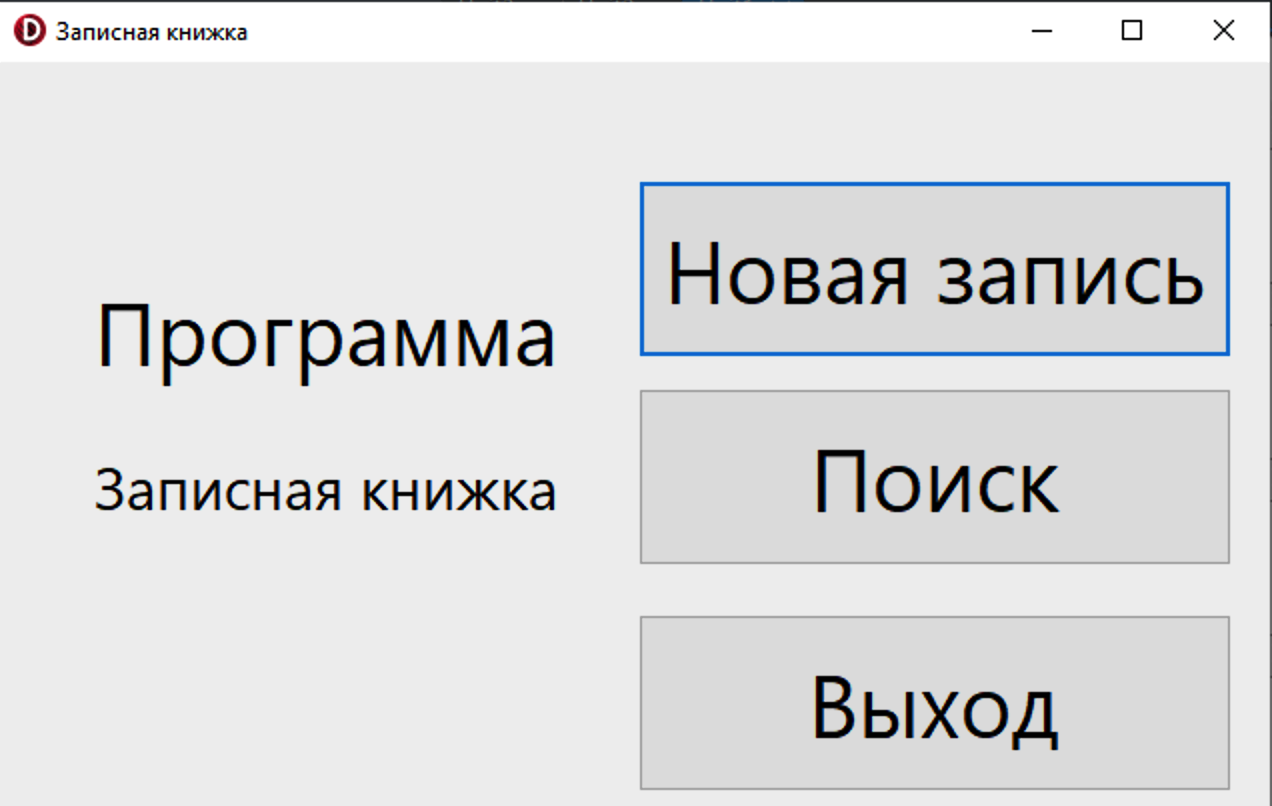 Записная книжка
Новая запись
Программа
Поиск
Записная книжка
Выход